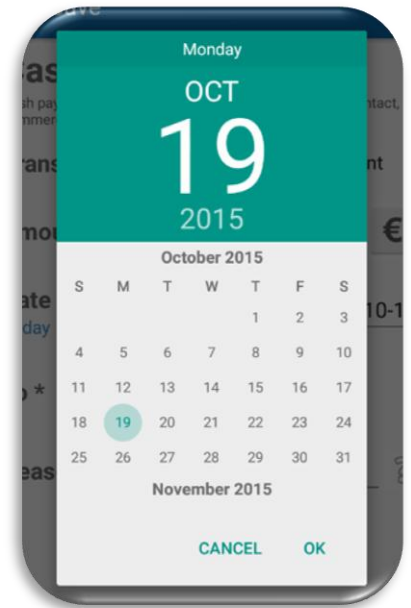 Monday
OCT
19
2015
October 2015
S M T W T F S
1 2 3
4 5 6 7 8 9 10
11 12 13 14 15 16 17
18 19 20 21 22 23 24
25 26 27 28 29 30 31
November 2015
CANCEL OK
€
*